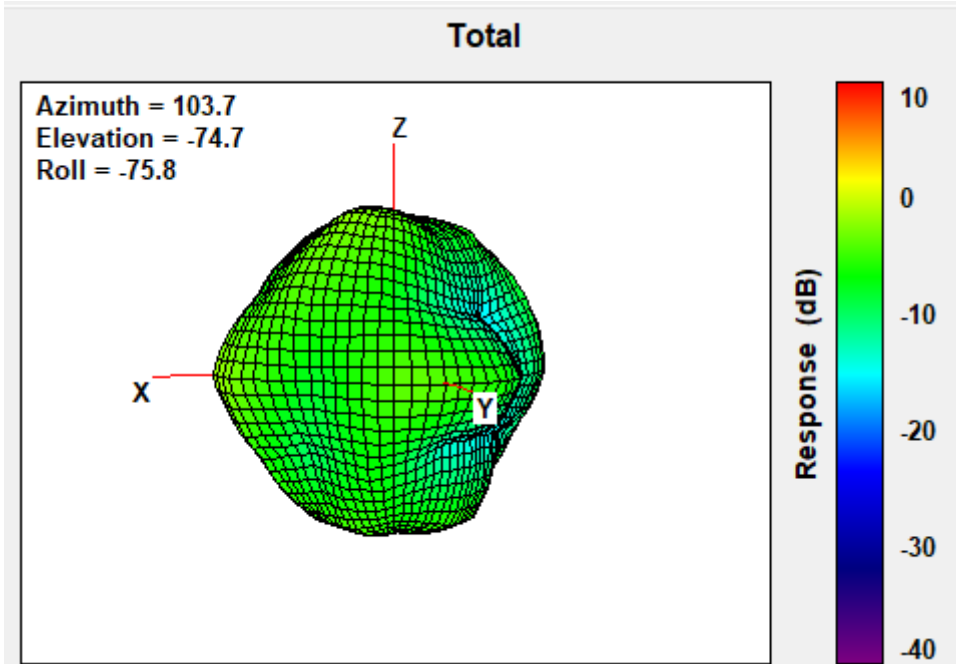 Total
Azimuth = 103.7
Elevation = -74.7
Roll = -75.8
Z
X
Y
10
0
-10
-20
-30
-40
Response (dB)